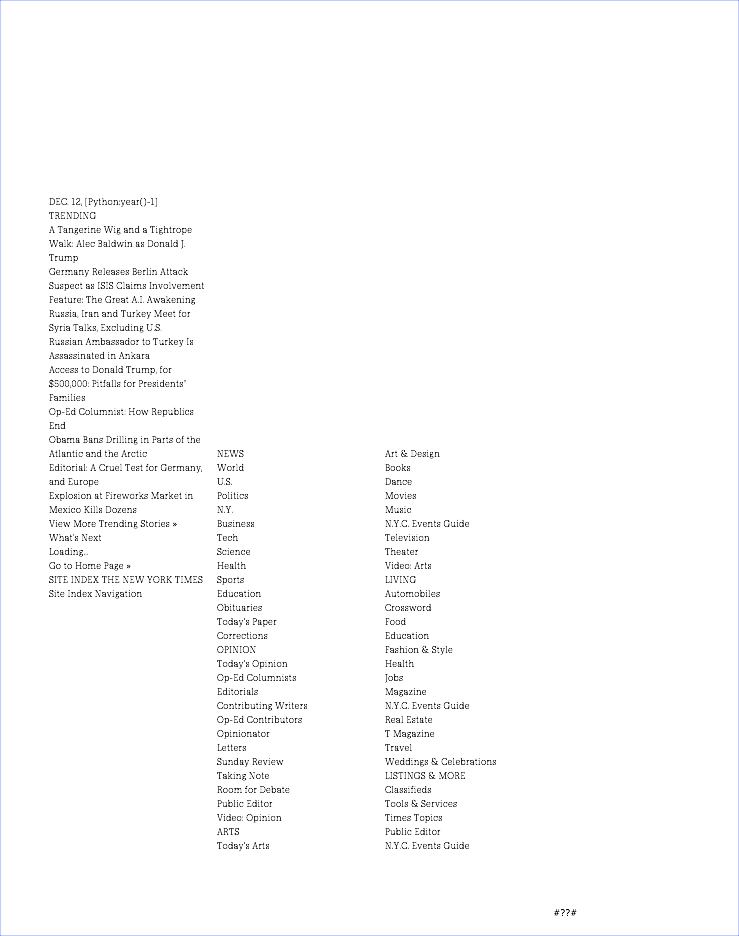 DEC. 12, [Python:year()-1]
TRENDING
A Tangerine Wig and a Tightrope
Walk: Alec Baldwin as Donald J.
Trump
Germany Releases Berlin Attack
Suspect as ISIS Claims Involvement
Feature: The Great A.I. Awakening
Russia, Iran and Turkey Meet for
Syria Talks, Excluding U.S.
Russian Ambassador to Turkey Is
Assassinated in Ankara
Access to Donald Trump, for
$500,000: Pitfalls for Presidents’
Families
Op-Ed Columnist: How Republics
End
Obama Bans Drilling in Parts of the
Atlantic and the Arctic
Editorial: A Cruel Test for Germany,
and Europe
Explosion at Fireworks Market in
Mexico Kills Dozens
View More Trending Stories »
What’s Next
Loading...
Go to Home Page »
SITE INDEX THE NEW YORK TIMES
Site Index Navigation
NEWS
World
U.S.
Politics
N.Y.
Business
Tech
Science
Health
Sports
Education
Obituaries
Today’s Paper
Corrections
OPINION
Today’s Opinion
Op-Ed Columnists
Editorials
Contributing Writers
Op-Ed Contributors
Opinionator
Letters
Sunday Review
Taking Note
Room for Debate
Public Editor
Video: Opinion
ARTS
Today’s Arts
Art & Design
Books
Dance
Movies
Music
N.Y.C. Events Guide
Television
Theater
Video: Arts
LIVING
Automobiles
Crossword
Food
Education
Fashion & Style
Health
Jobs
Magazine
N.Y.C. Events Guide
Real Estate
T Magazine
Travel
Weddings & Celebrations
LISTINGS & MORE
Classifieds
Tools & Services
Times Topics
Public Editor
N.Y.C. Events Guide
#??#